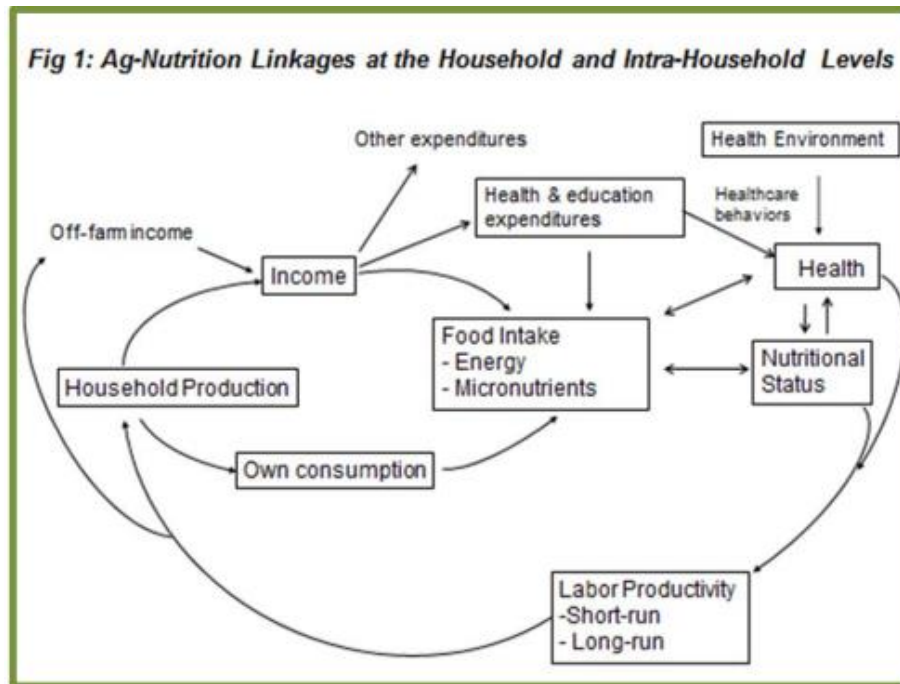 Fig 1: Ag-Nutrition Linkages at the Household and Intra-Household Levels
Other expenditures
Health Environment
Health & education
expenditures
Healthcare
behaviors
Off-farm income
Income
Health
Food Intake
- Energy
- Micronutrients
Nutritional
Status
Household Production
Own consumption
Labor Productivity
-Short-run
- Long-run